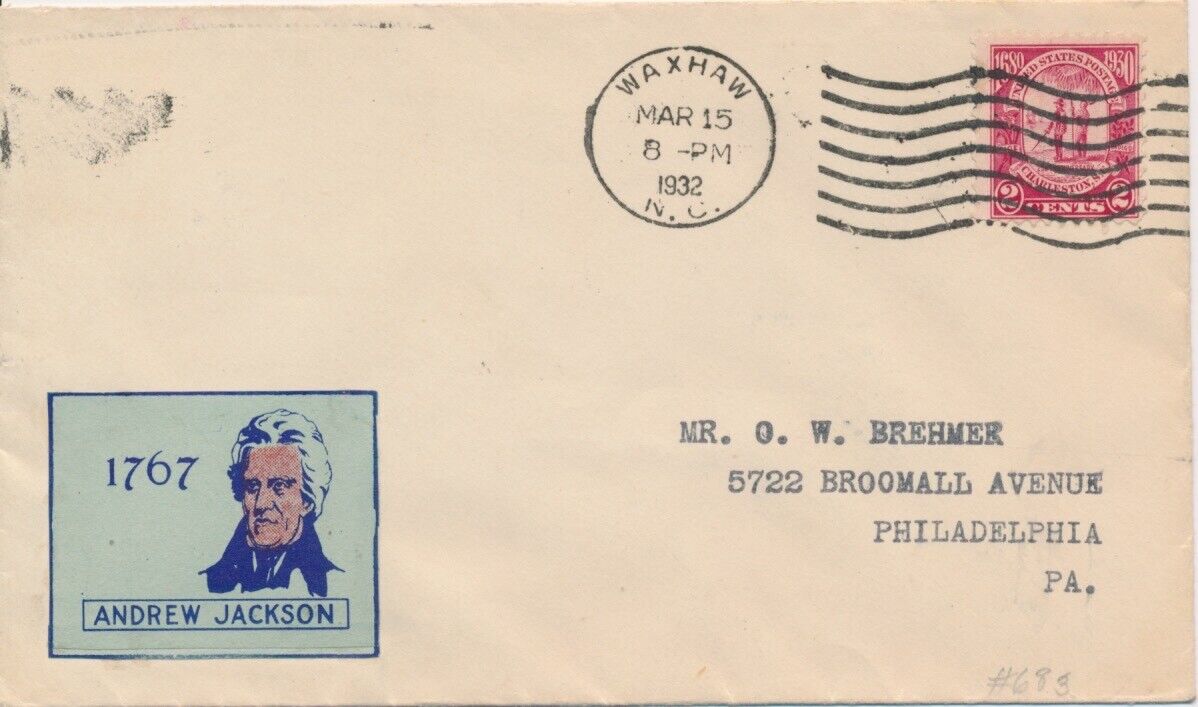 WAXHAW
MAR 15
8 -PM
1932
N. C.
1680 1930
UNITED STATES POSTAGE
CHARLESTON, S.C.
2 CENTS 2
1767
ANDREW JACKSON
MR. O. W. BREHMER
5722 BROOMALL AVENUE
PHILADELPHIA
PA.
#683